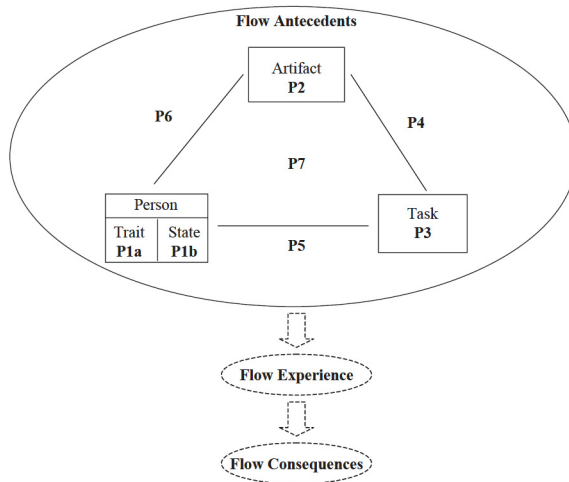 Flow Antecedents
Artifact
P2
P6
P4
P7
Person
Trait State
P1a P1b
Task
P3
P5
Flow Experience
Flow Consequences